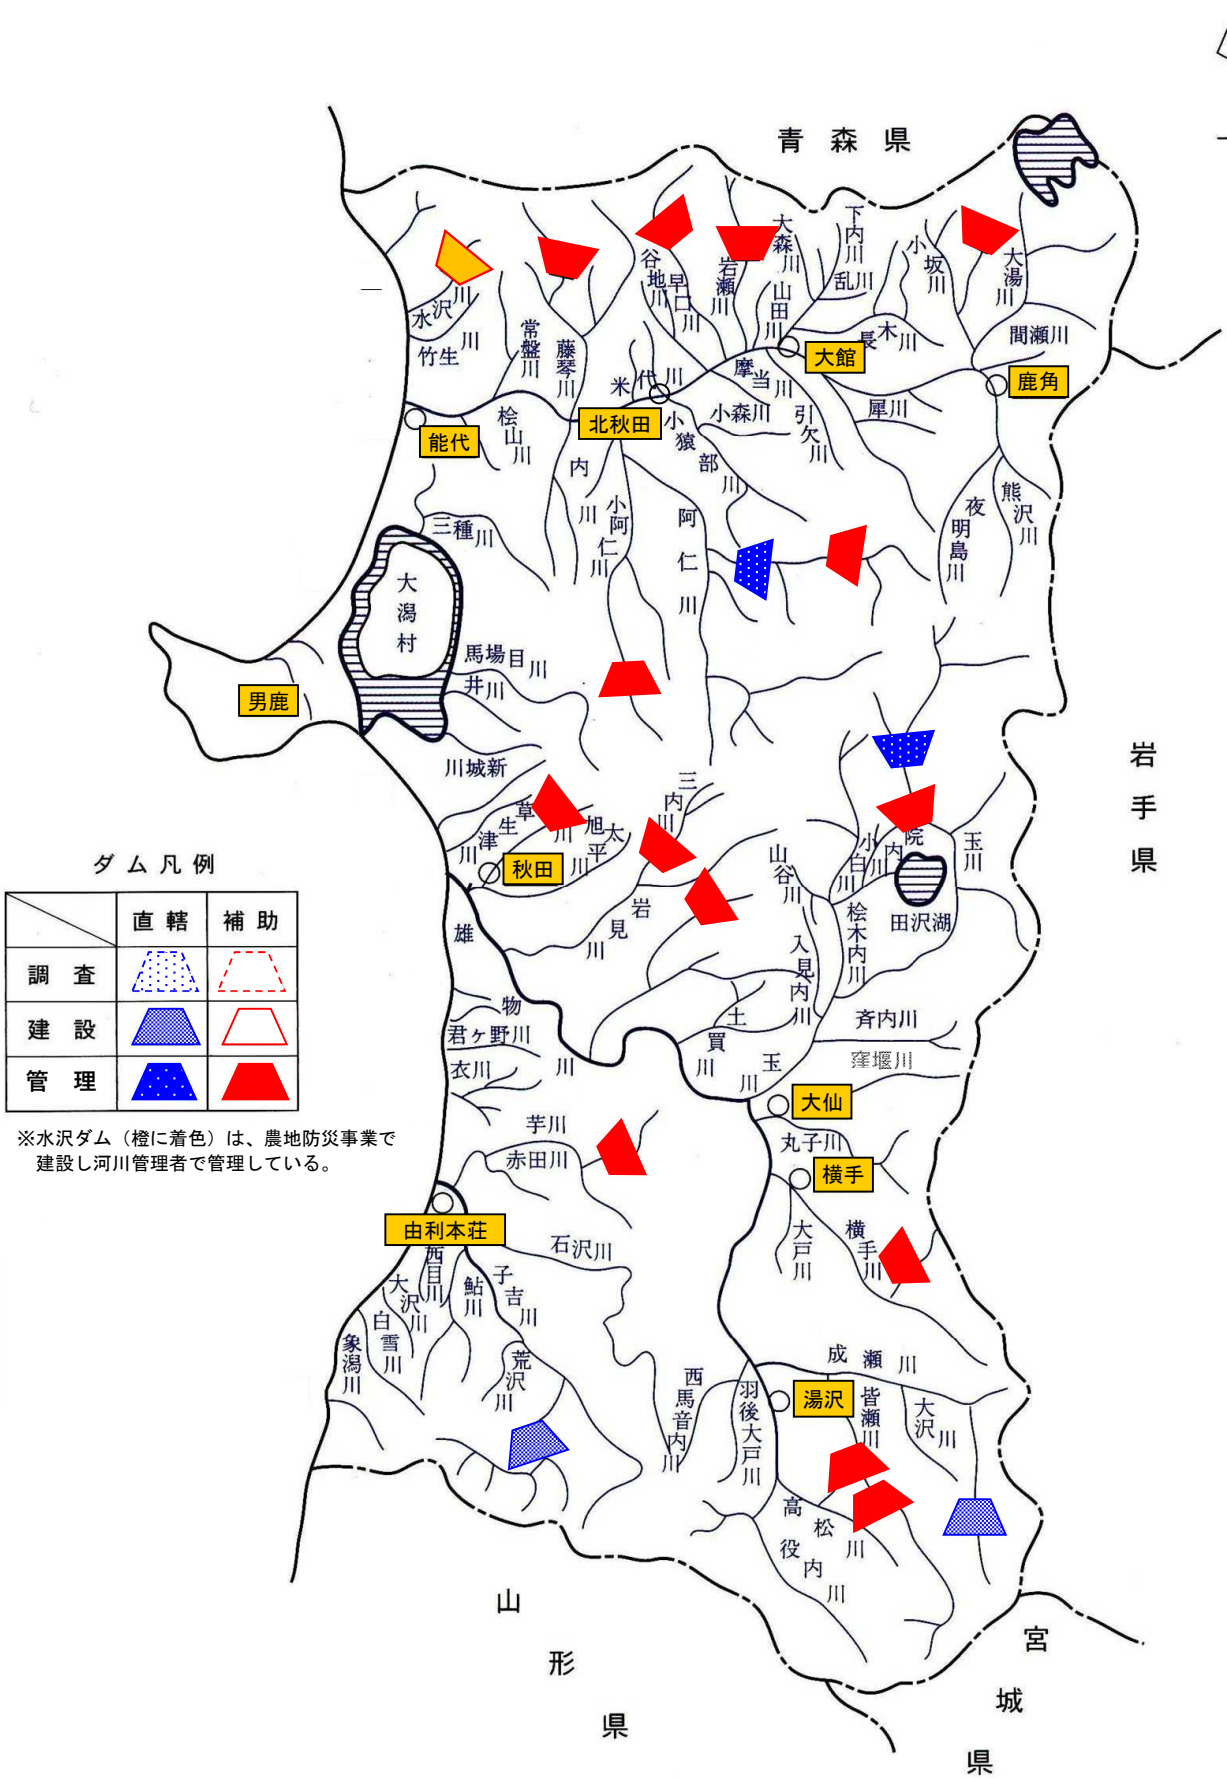 青森県
岩手県
宮城県
山形県
下内川
大森川
乱川
小坂川
大湯川
谷地川
早口川
岩瀬川
山田川
長木川
間瀬川
水沢川
竹生川
常盤川
藤琴川
米代川
摩当川
大館
鹿角
小森川
引欠川
犀川
北秋田
能代
桧山川
小猿部川
内川
小阿仁川
阿仁川
夜明島川
熊沢川
三種川
大潟村
馬場目川
井川
男鹿
川城新
草生津川
旭川
太平川
三内川
秋田
岩見川
山谷川
小白川
院内川
玉川
田沢湖
桧木内川
入見内川
雄物川
君ヶ野川
衣川
土買川
玉川
斉内川
窪堰川
大仙
丸子川
横手
大戸川
横手川
芋川
赤田川
由利本荘
石沢川
西目川
大沢川
白雪川
象潟川
鮎川
子吉川
荒沢川
成瀬川
湯沢
皆瀬川
大沢川
西馬音内川
羽後大戸川
高松川
役内川
ダム凡例
直轄 補助
調査
建設
管理
※水沢ダム（橙に着色）は、農地防災事業で
建設し河川管理者で管理している。